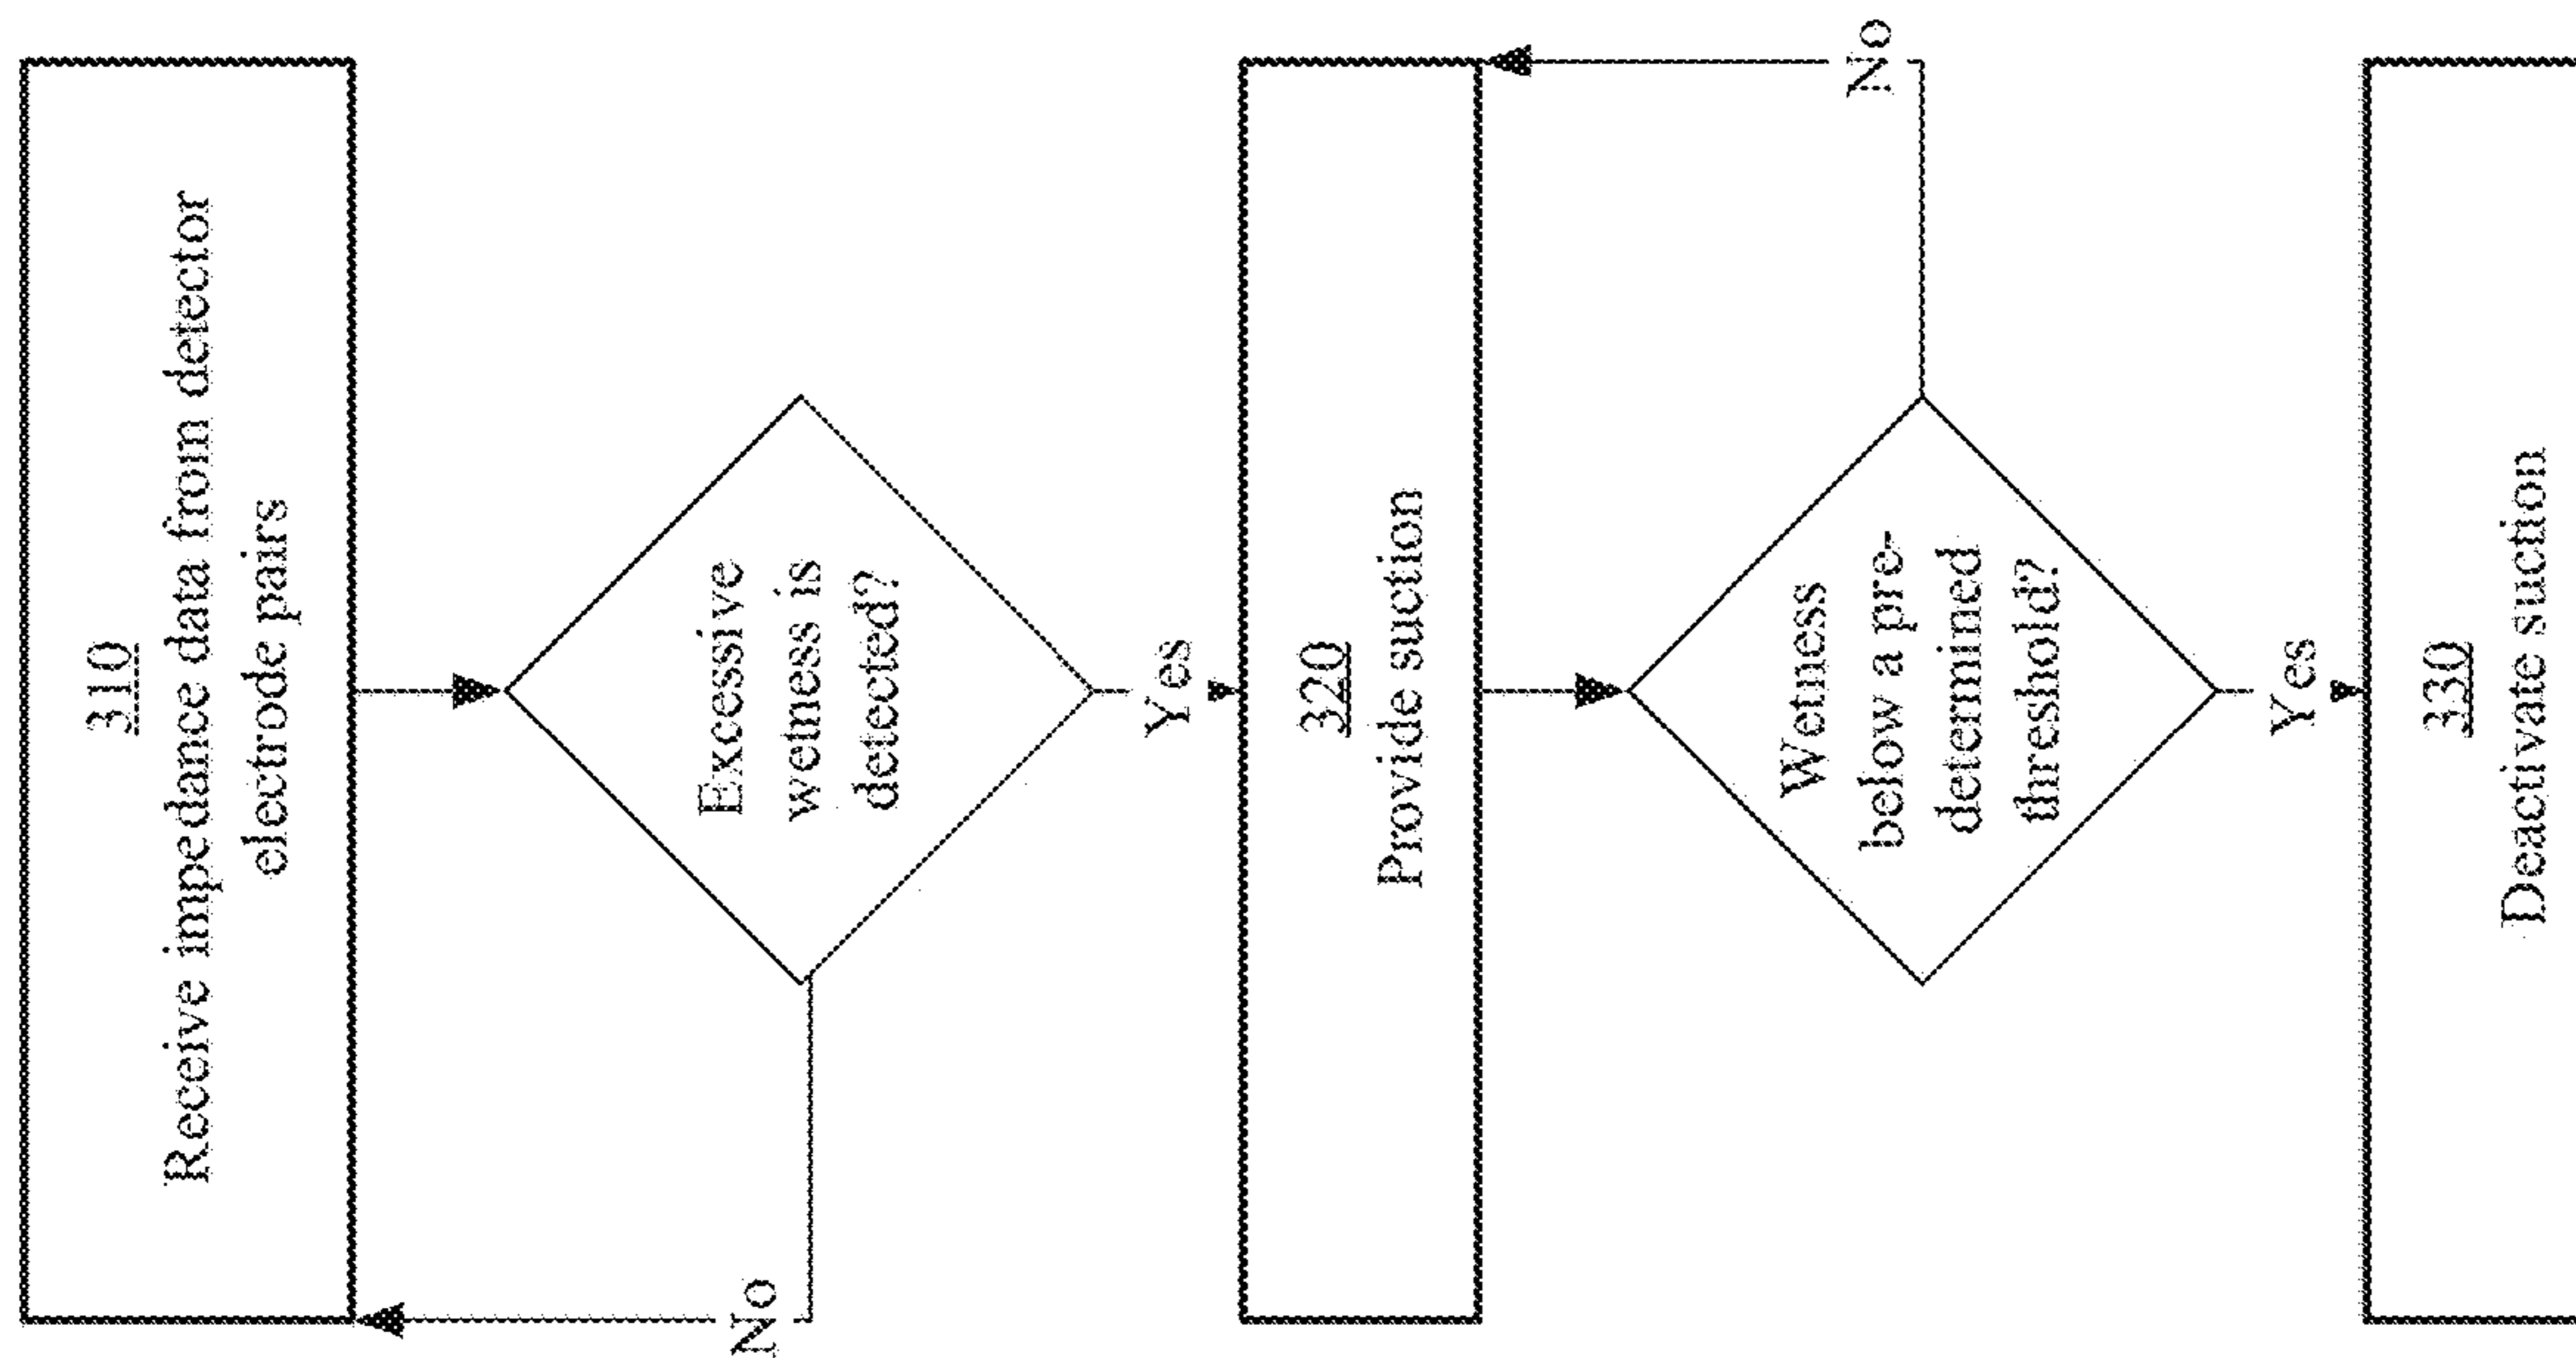 310
Receive impedance data from detector
electrode pairs
Excessive
wetness is
detected?
No
Yes
320
Provide suction
Wetness
below a pre-
determined
threshold?
No
Yes
330
Deactivate suction